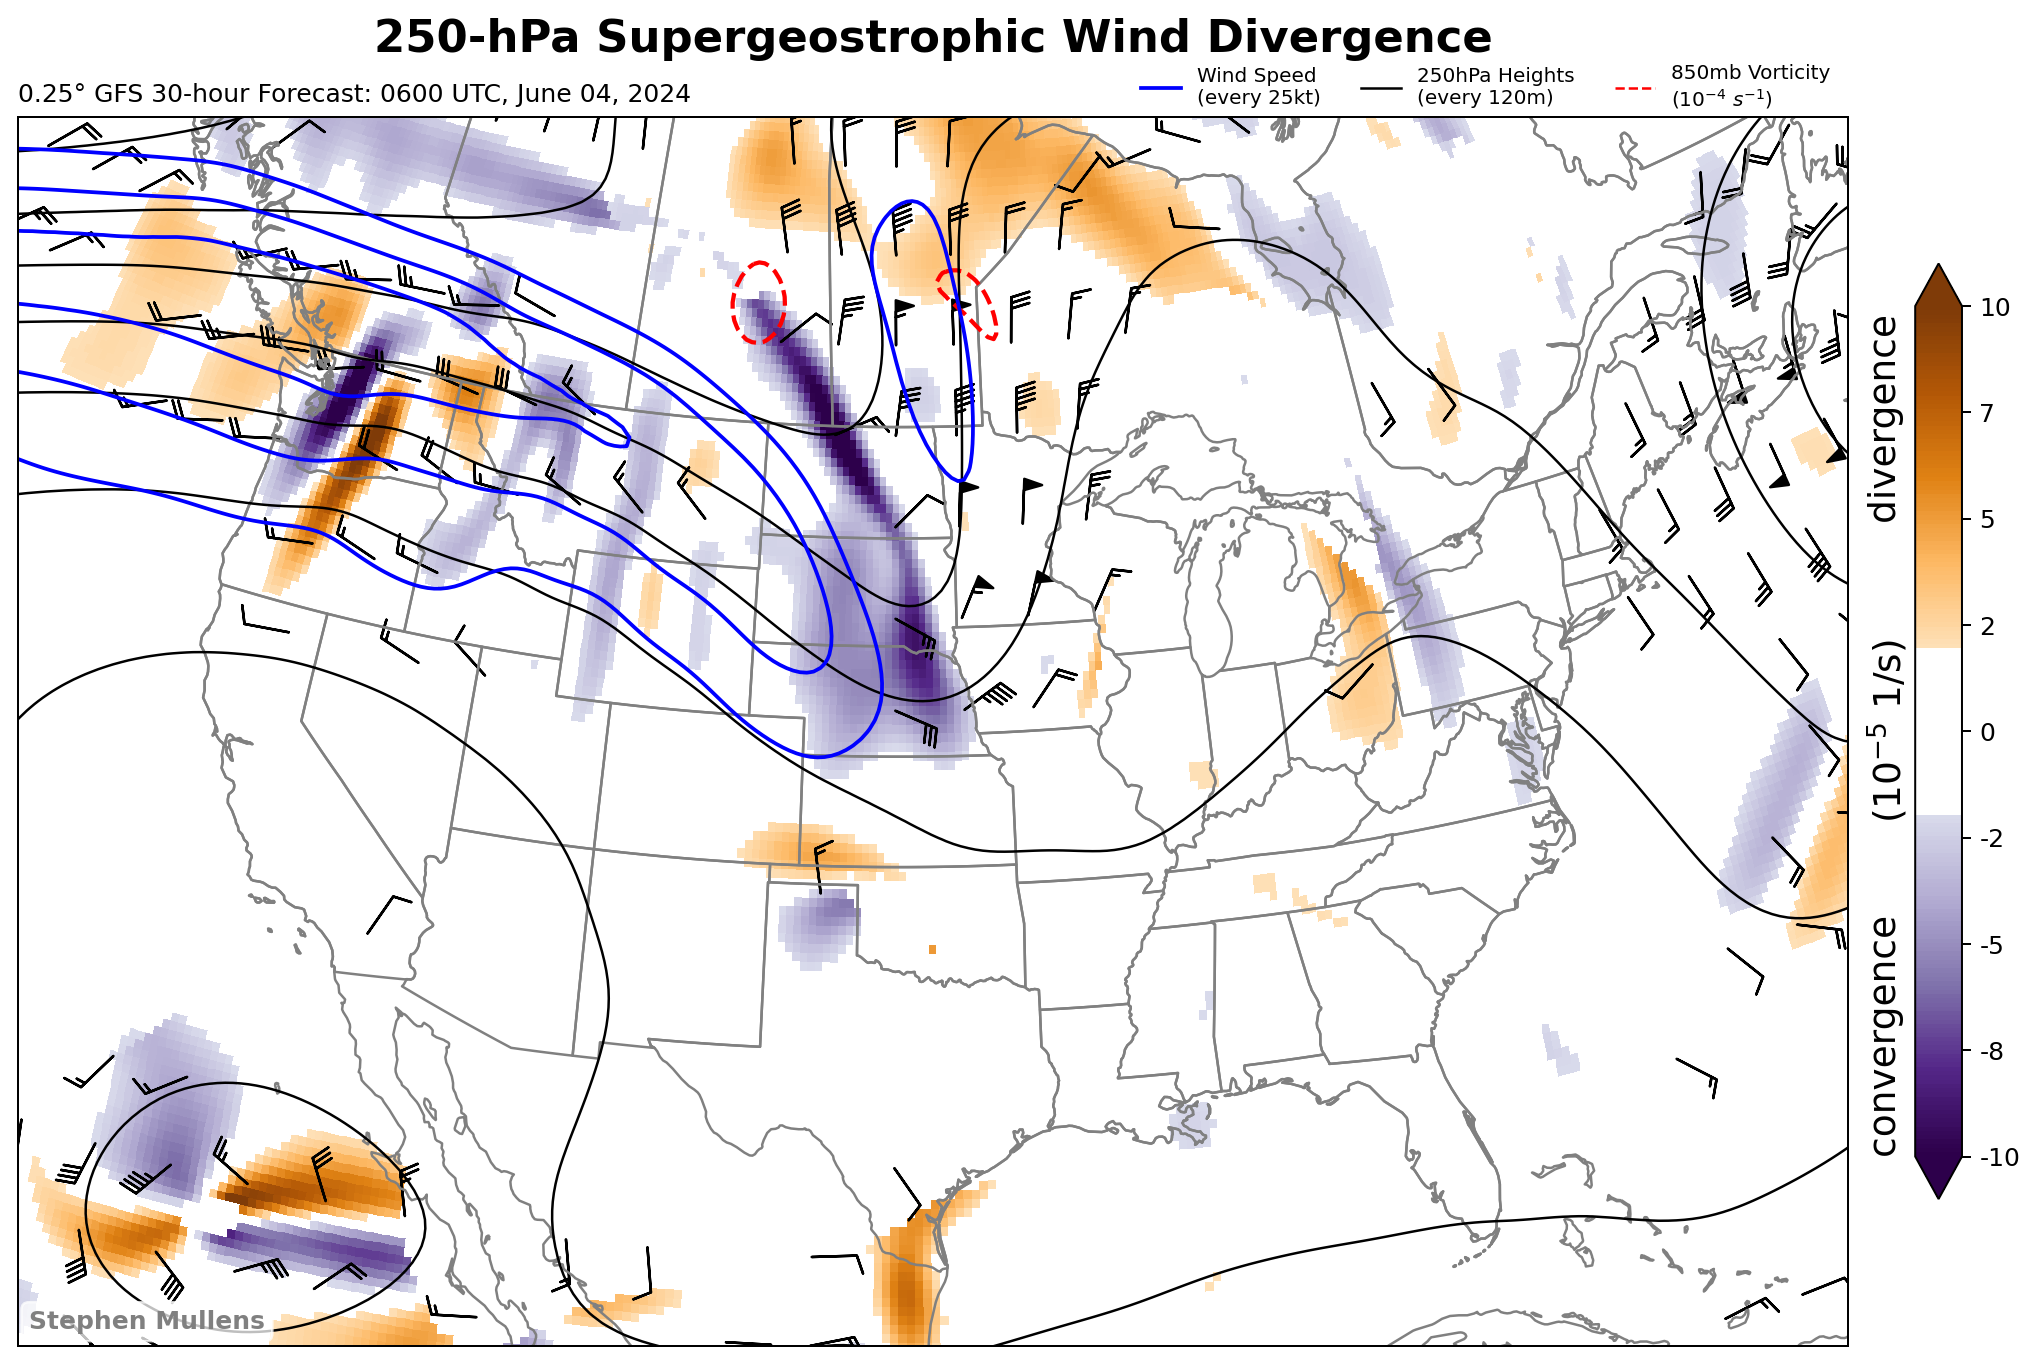 250-hPa Supergeostrophic Wind Divergence
0.25° GFS 30-hour Forecast: 0600 UTC, June 04, 2024
Wind Speed
(every 25kt)
250hPa Heights
(every 120m)
850mb Vorticity
(10⁻⁴ s⁻¹)
10
7
5
2
0
-2
-5
-8
-10
convergence (10⁻⁵ 1/s) divergence
Stephen Mullens